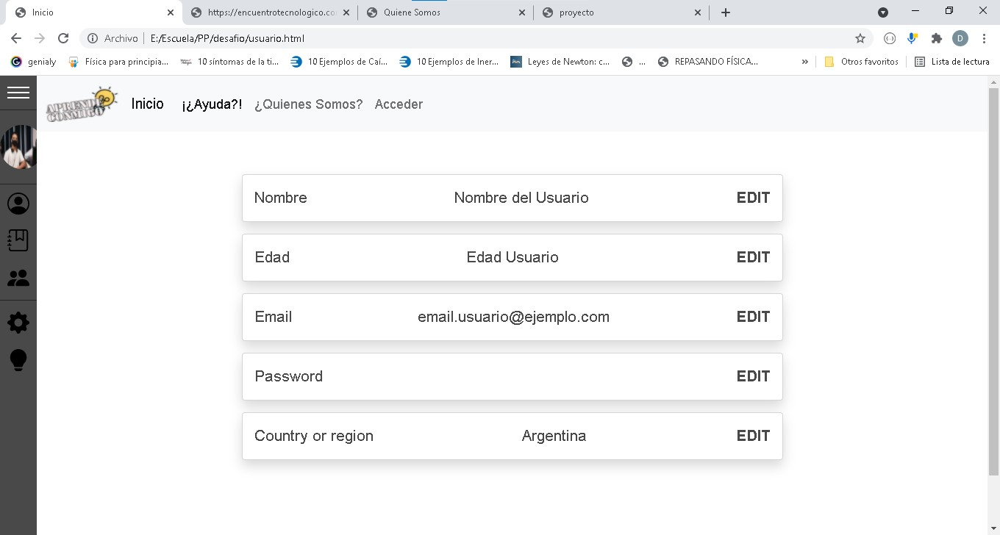 Inicio
https://encuentrotecnologico.co
Quiene Somos
proyecto
Archivo
E:/Escuela/PP/desafio/usuario.html
D
genialy
Física para principia...
10 síntomas de la ti...
10 Ejemplos de Caí...
10 Ejemplos de Iner...
Leyes de Newton: c...
...
REPASANDO FÍSICA...
»
Otros favoritos
Lista de lectura
APRENDE
CONMIGO
Inicio ¡¿Ayuda?! ¿Quienes Somos? Acceder
Nombre Nombre del Usuario EDIT
Edad Edad Usuario EDIT
Email email.usuario@ejemplo.com EDIT
Password EDIT
Country or region Argentina EDIT